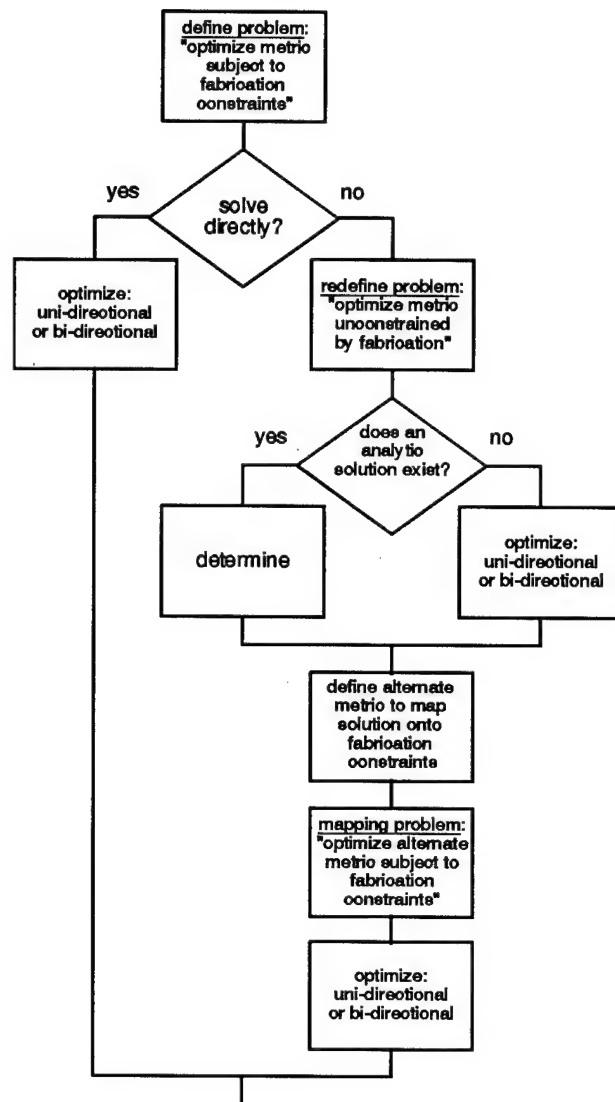 define problem:
"optimize metric
subject to
fabrication
constraints"
yes
no
solve
directly?
optimize:
uni-directional
or bi-directional
redefine problem:
"optimize metric
unconstrained
by fabrication"
yes
no
does an
analytic
solution exist?
determine
optimize:
uni-directional
or bi-directional
define alternate
metric to map
solution onto
fabrication
constraints
mapping problem:
"optimize alternate
metric subject to
fabrication
constraints"
optimize:
uni-directional
or bi-directional